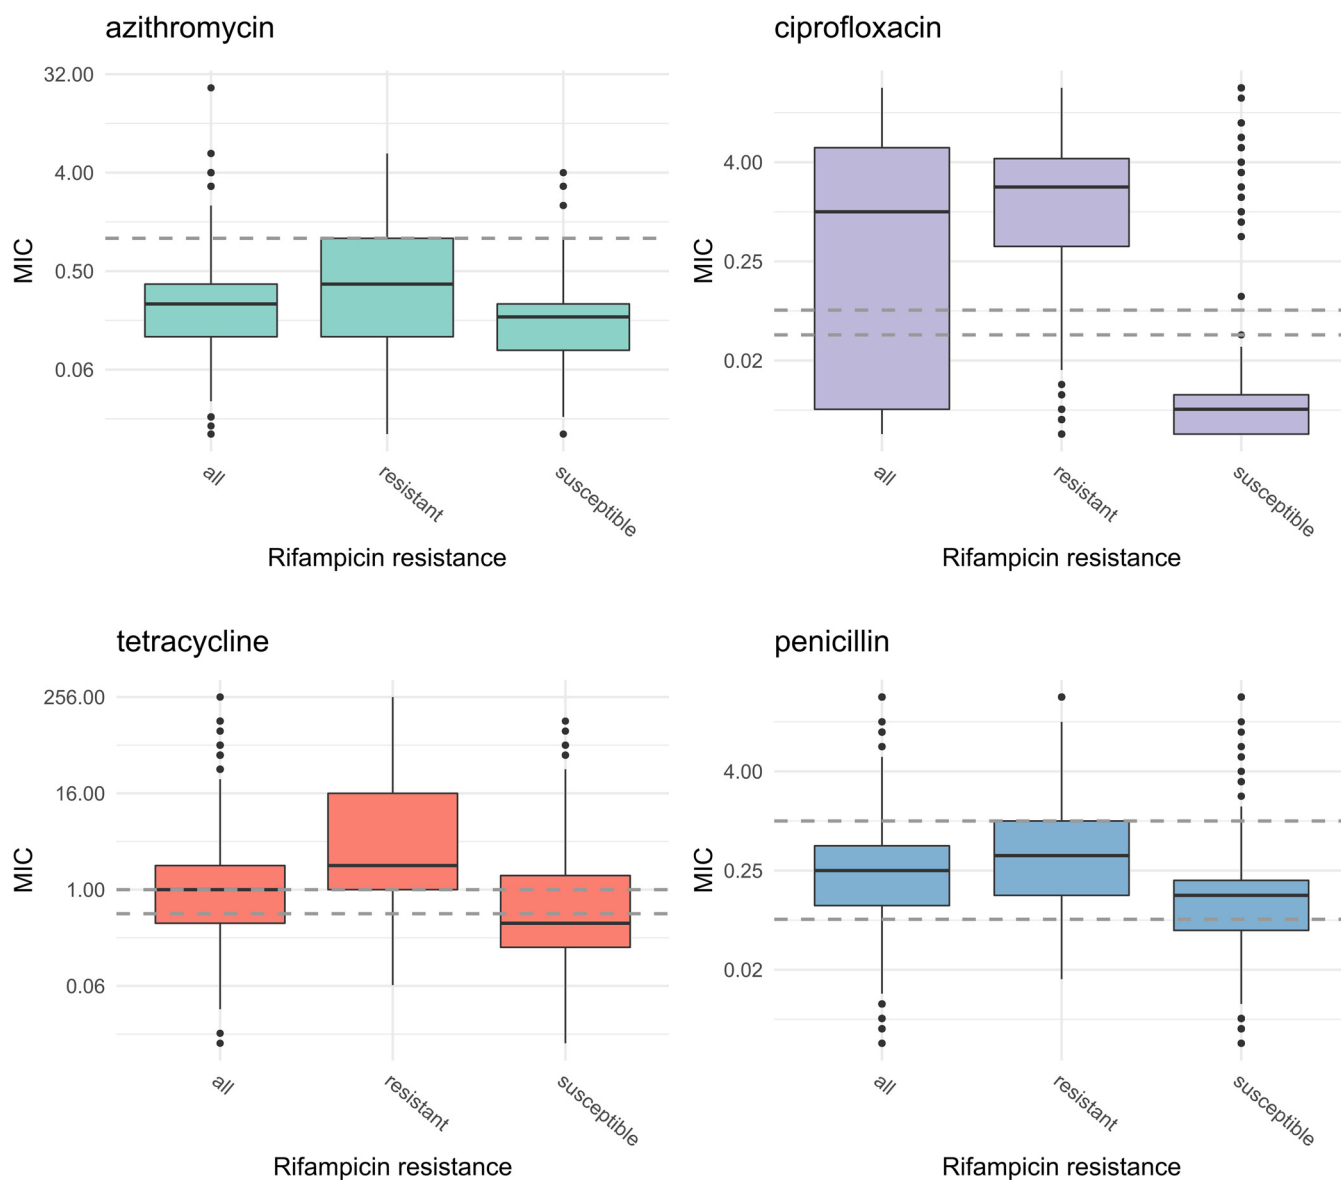 azithromycin
MIC
32.00
4.00
0.50
0.06
all
resistant
susceptible
Rifampicin resistance
ciprofloxacin
MIC
4.00
0.25
0.02
all
resistant
susceptible
Rifampicin resistance
tetracycline
MIC
256.00
16.00
1.00
0.06
all
resistant
susceptible
Rifampicin resistance
penicillin
MIC
4.00
0.25
0.02
all
resistant
susceptible
Rifampicin resistance